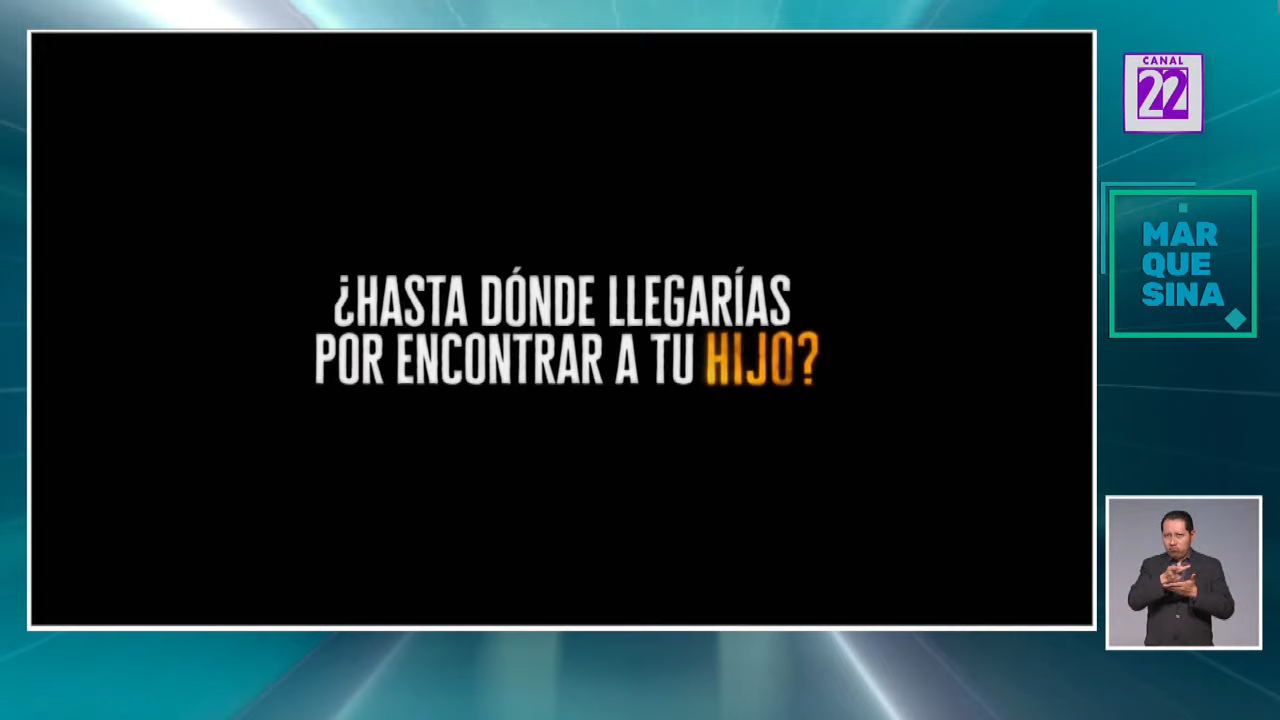 ¿HASTA DÓNDE LLEGARÍAS
POR ENCONTRAR A TU HIJO?
CANAL
22
MAR
QUE
SINA